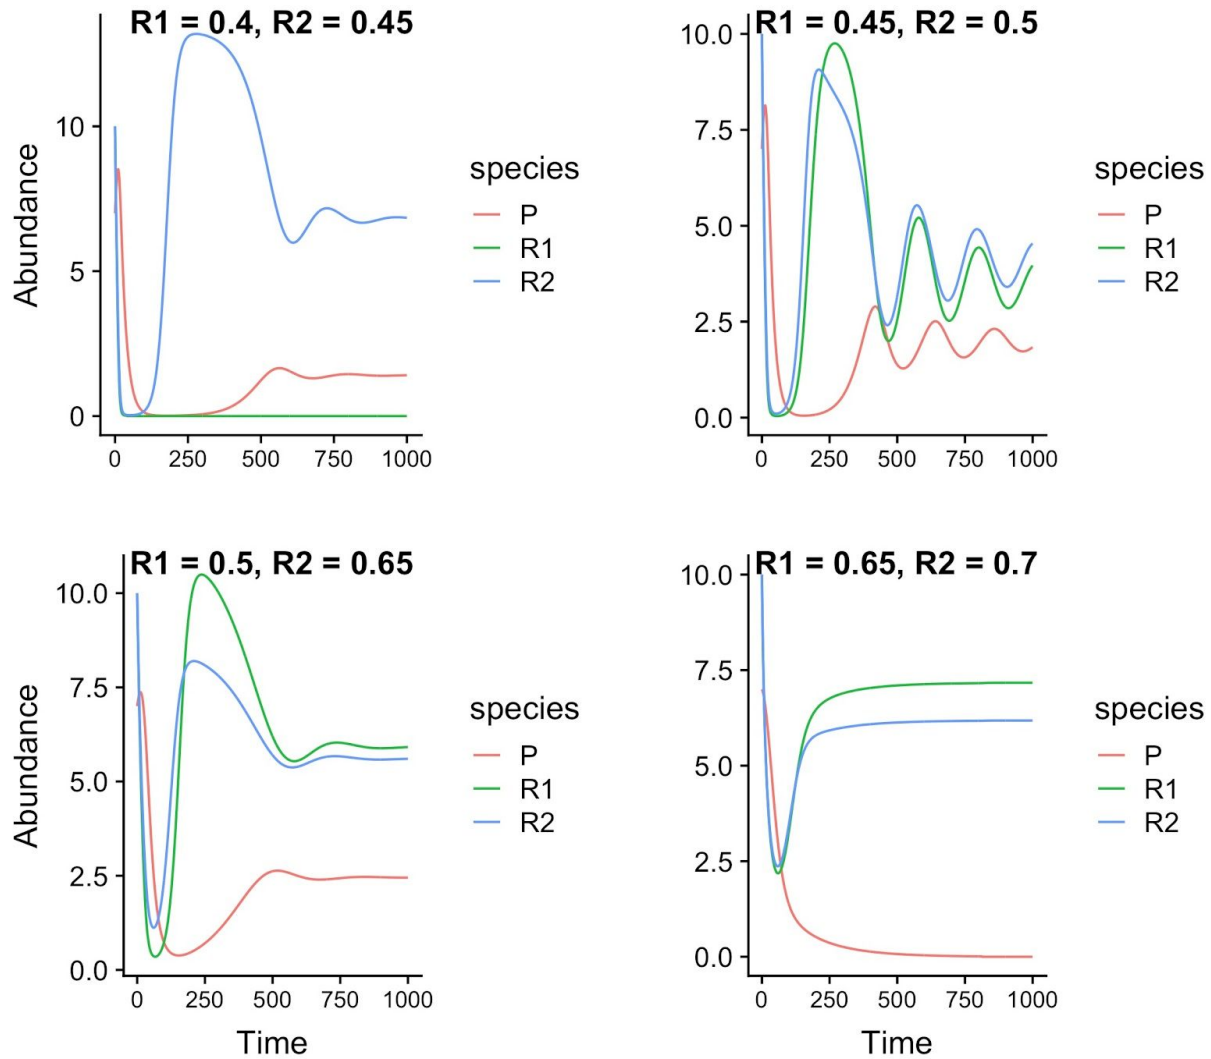 R1 = 0.4, R2 = 0.45
10
5
0
Abundance
0 250 500 750 1000
species
P
R1
R2
R1 = 0.45, R2 = 0.5
10.0
7.5
5.0
2.5
0.0
0 250 500 750 1000
species
P
R1
R2
R1 = 0.5, R2 = 0.65
10.0
7.5
5.0
2.5
0.0
Abundance
0 250 500 750 1000
Time
species
P
R1
R2
R1 = 0.65, R2 = 0.7
10.0
7.5
5.0
2.5
0.0
0 250 500 750 1000
Time
species
P
R1
R2